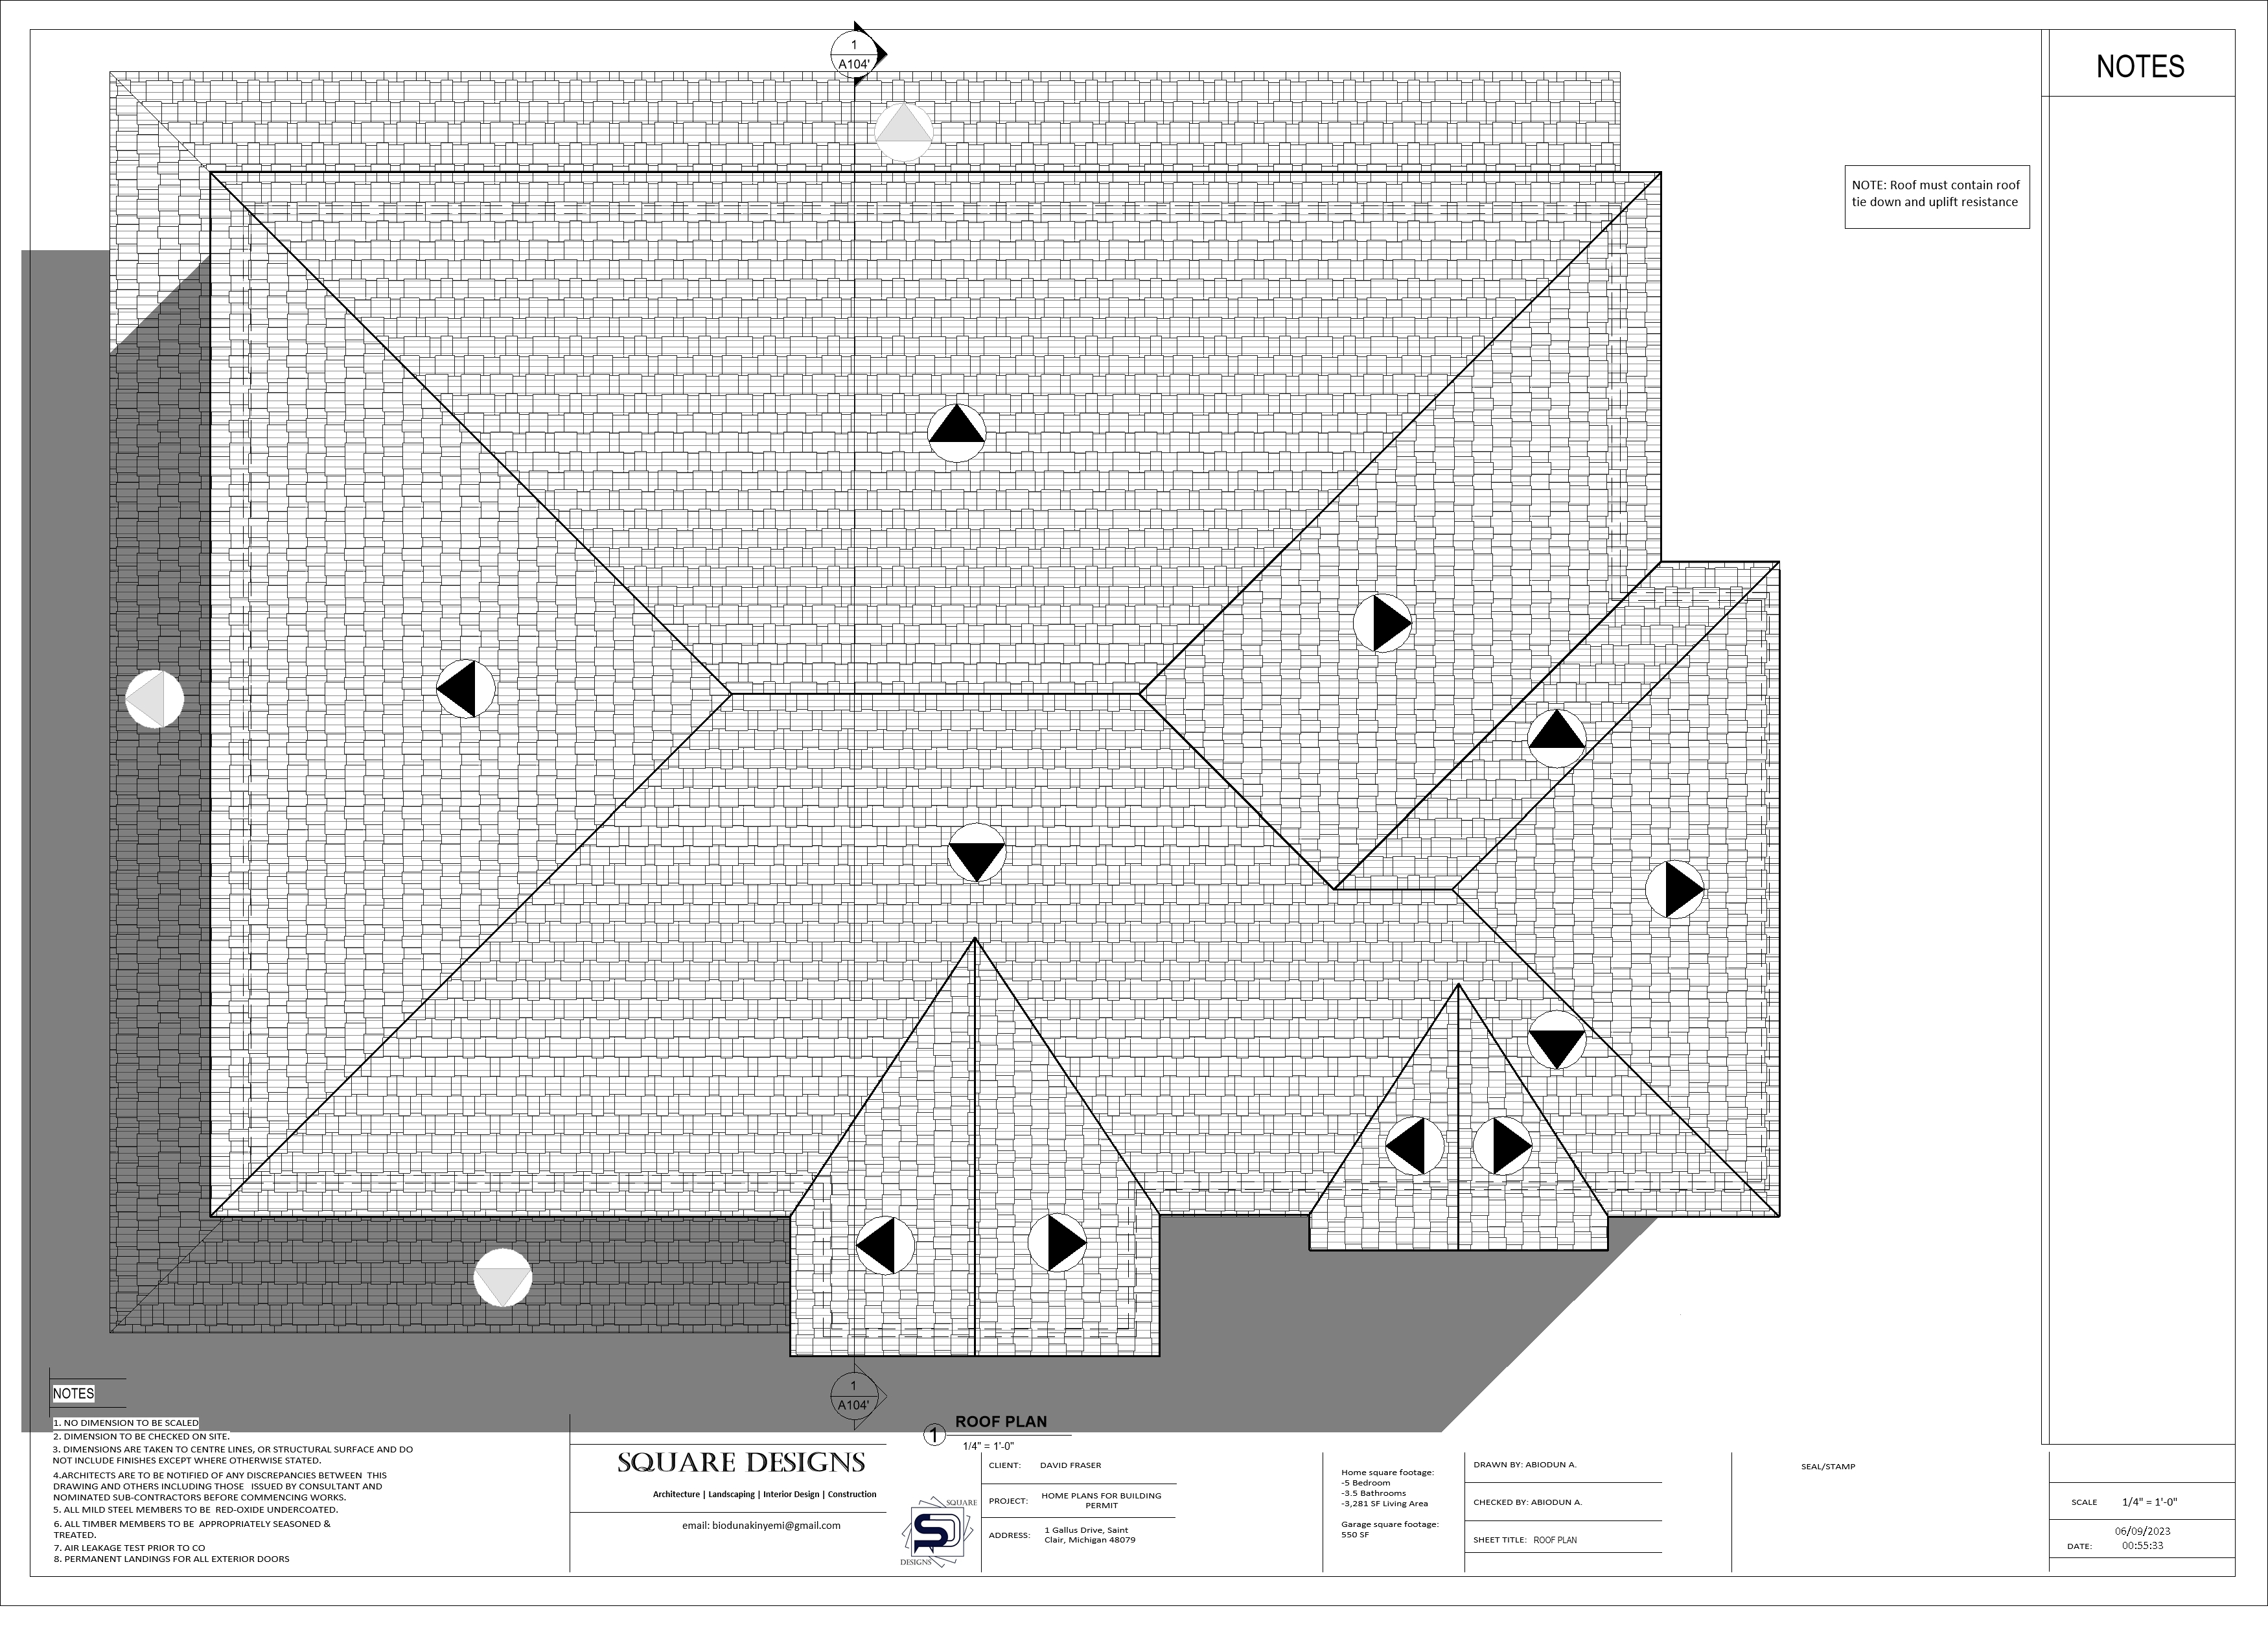 1
A104'
NOTES
NOTE: Roof must contain roof
tie down and uplift resistance
1
A104'
1
ROOF PLAN
1/4" = 1'-0"
NOTES
1. NO DIMENSION TO BE SCALED
2. DIMENSION TO BE CHECKED ON SITE.
3. DIMENSIONS ARE TAKEN TO CENTRE LINES, OR STRUCTURAL SURFACE AND DO
NOT INCLUDE FINISHES EXCEPT WHERE OTHERWISE STATED.
4.ARCHITECTS ARE TO BE NOTIFIED OF ANY DISCREPANCIES BETWEEN THIS
DRAWING AND OTHERS INCLUDING THOSE ISSUED BY CONSULTANT AND
NOMINATED SUB-CONTRACTORS BEFORE COMMENCING WORKS.
5. ALL MILD STEEL MEMBERS TO BE RED-OXIDE UNDERCOATED.
6. ALL TIMBER MEMBERS TO BE APPROPRIATELY SEASONED &
TREATED.
7. AIR LEAKAGE TEST PRIOR TO CO
8. PERMANENT LANDINGS FOR ALL EXTERIOR DOORS
SQUARE DESIGNS
Architecture | Landscaping | Interior Design | Construction
email: biodunakinyemi@gmail.com
SQUARE
DESIGNS
CLIENT: DAVID FRASER
PROJECT: HOME PLANS FOR BUILDING
PERMIT
ADDRESS: 1 Gallus Drive, Saint
Clair, Michigan 48079
Home square footage:
-5 Bedroom
-3.5 Bathrooms
-3,281 SF Living Area
Garage square footage:
550 SF
DRAWN BY: ABIODUN A.
CHECKED BY: ABIODUN A.
SHEET TITLE: ROOF PLAN
SEAL/STAMP
SCALE 1/4" = 1'-0"
06/09/2023
DATE: 00:55:33